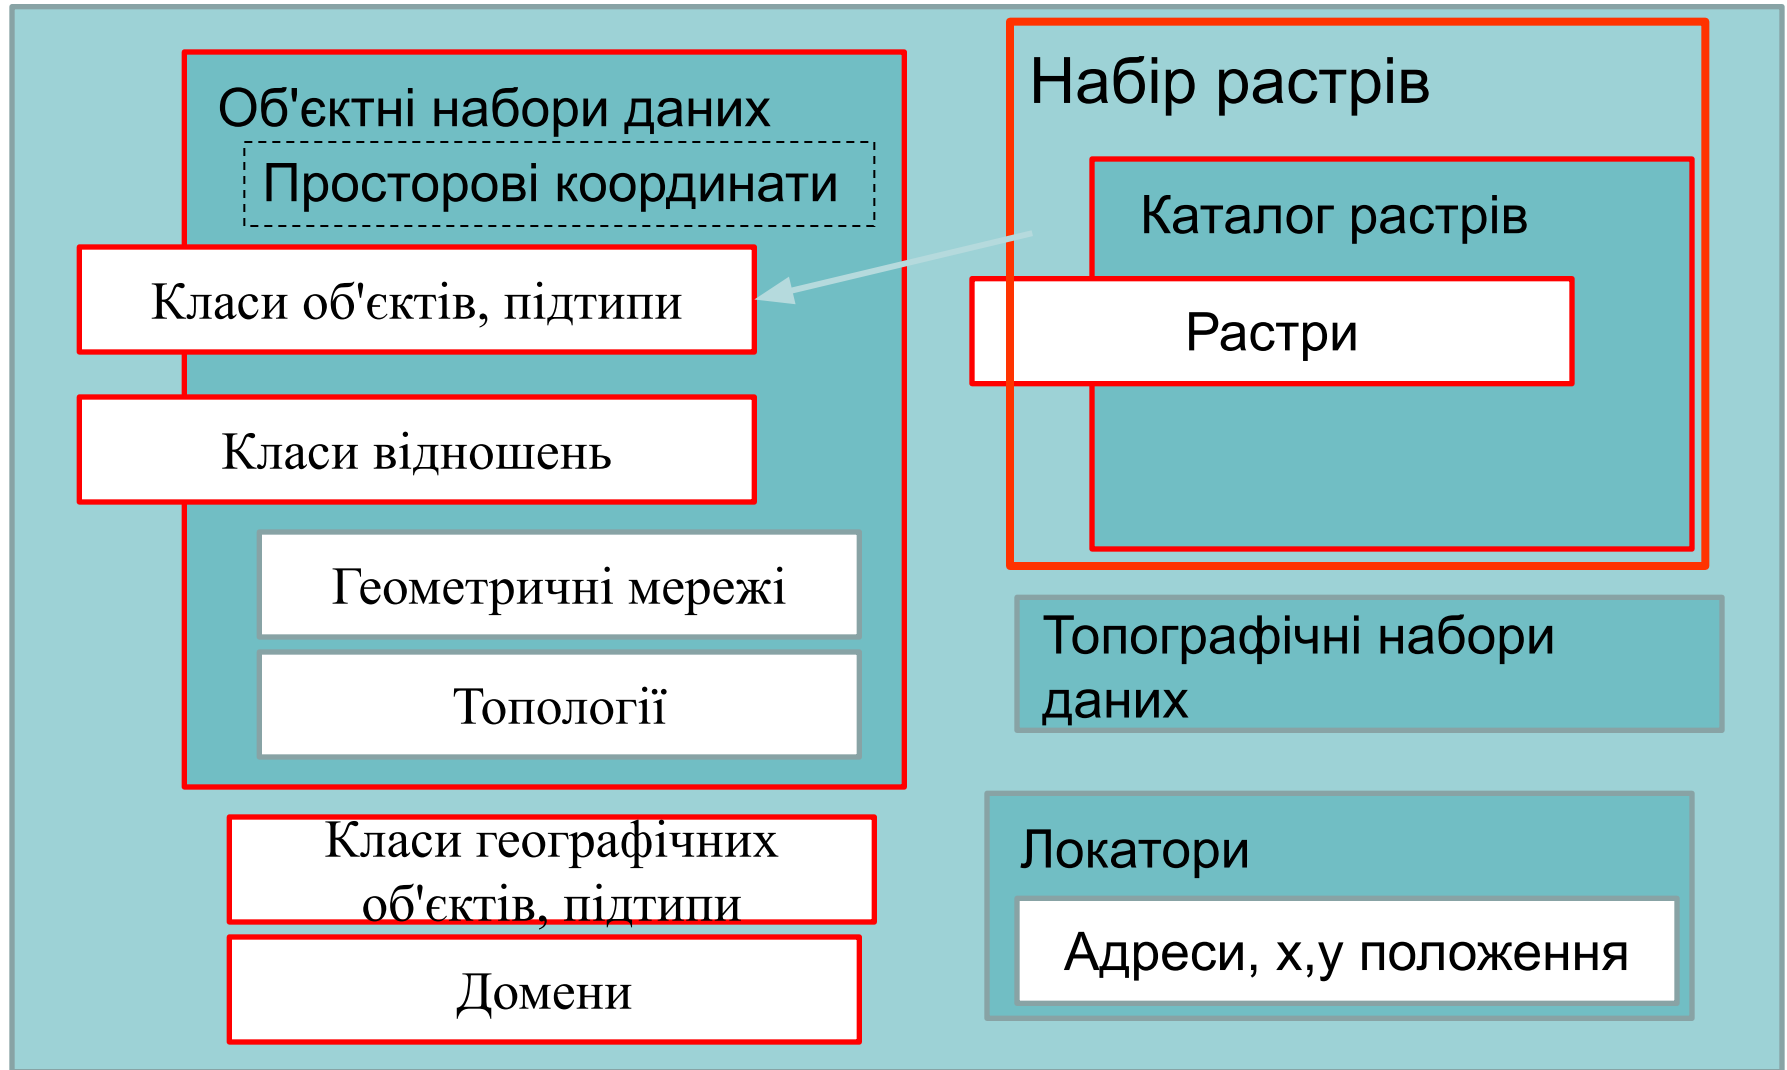 Об'єктні набори даних
Просторові координати
Класи об'єктів, підтипи
Класи відношень
Геометричні мережі
Топології
Класи географічних
об'єктів, підтипи
Домени
Набір растрів
Каталог растрів
Растри
Топографічні набори
даних
Локатори
Адреси, х,у положення